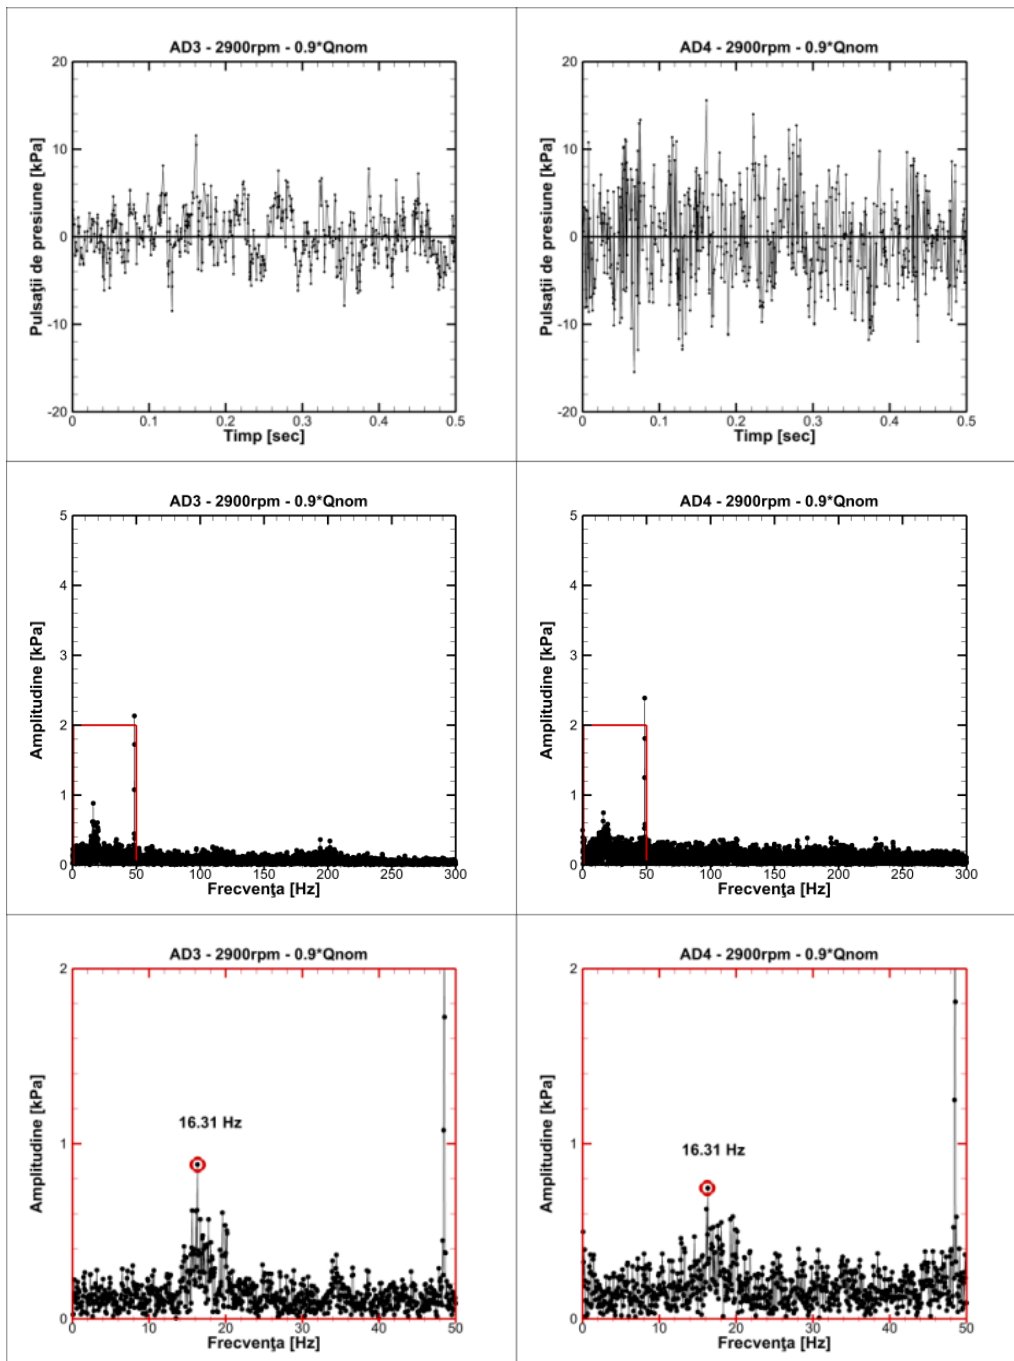 AD3 - 2900rpm - 0.9*Qnom
Pulsaţii de presiune [kPa]
20
10
0
-10
-20
0 0.1 0.2 0.3 0.4 0.5
Timp [sec]
AD4 - 2900rpm - 0.9*Qnom
Pulsaţii de presiune [kPa]
20
10
0
-10
-20
0 0.1 0.2 0.3 0.4 0.5
Timp [sec]
AD3 - 2900rpm - 0.9*Qnom
Amplitudine [kPa]
5
4
3
2
1
0
0 50 100 150 200 250 300
Frecvenţa [Hz]
AD4 - 2900rpm - 0.9*Qnom
Amplitudine [kPa]
5
4
3
2
1
0
0 50 100 150 200 250 300
Frecvenţa [Hz]
AD3 - 2900rpm - 0.9*Qnom
Amplitudine [kPa]
2
1
0
16.31 Hz
0 10 20 30 40 50
Frecvenţa [Hz]
AD4 - 2900rpm - 0.9*Qnom
Amplitudine [kPa]
2
1
0
16.31 Hz
0 10 20 30 40 50
Frecvenţa [Hz]